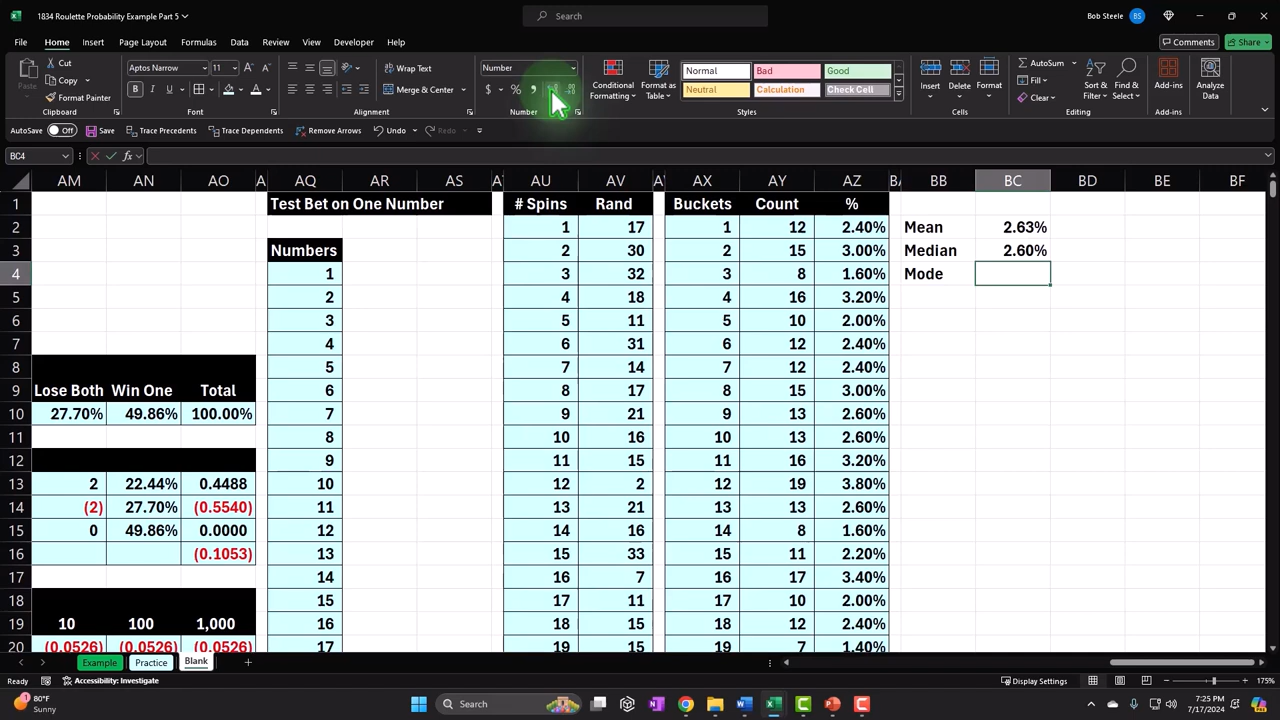 1834 Roulette Probability Example Part 5
Search
Bob Steele BS
File Home Insert Page Layout Formulas Data Review View Developer Help
Comments Share
Paste Cut Copy Format Painter Clipboard
Aptos Narrow 11 B I U Font
Wrap Text Merge & Center Alignment
Number $ % , Number
Conditional Formatting Format as Table
Normal Bad Good
Neutral Calculation Check Cell
Styles
Insert Delete Format Cells
AutoSum Fill Clear Sort & Filter Find & Select Editing
Add-ins Add-ins
Analyze Data
AutoSave Off Save Trace Precedents Trace Dependents Remove Arrows Undo Redo
BC4 fx
AM AN AO A AQ AR AS AU AV AX AY AZ BA BB BC BD BE BF
1 Test Bet on One Number # Spins Rand Buckets Count %
2 1 17 1 12 2.40% Mean 2.63%
3 Numbers 2 30 2 15 3.00% Median 2.60%
4 1 3 32 3 8 1.60% Mode
5 2 4 18 4 16 3.20%
6 3 5 11 5 10 2.00%
7 4 6 31 6 12 2.40%
8 5 7 14 7 12 2.40%
9 Lose Both Win One Total 6 8 17 8 15 3.00%
10 27.70% 49.86% 100.00% 7 9 21 9 13 2.60%
11 8 10 16 10 13 2.60%
12 9 11 15 11 16 3.20%
13 2 22.44% 0.4488 10 12 2 12 19 3.80%
14 (2) 27.70% (0.5540) 11 13 21 13 13 2.60%
15 0 49.86% 0.0000 12 14 16 14 8 1.60%
16 (0.1053) 13 15 33 15 11 2.20%
17 14 16 7 16 17 3.40%
18 15 17 11 17 10 2.00%
19 10 100 1,000 16 18 15 18 12 2.40%
20 (0.0526) (0.0526) (0.0526) 17 19 15 19 7 1.40%
Example Practice Blank
Ready Accessibility: Investigate Display Settings 175%
80°F
Sunny
Search
7:25 PM
7/17/2024